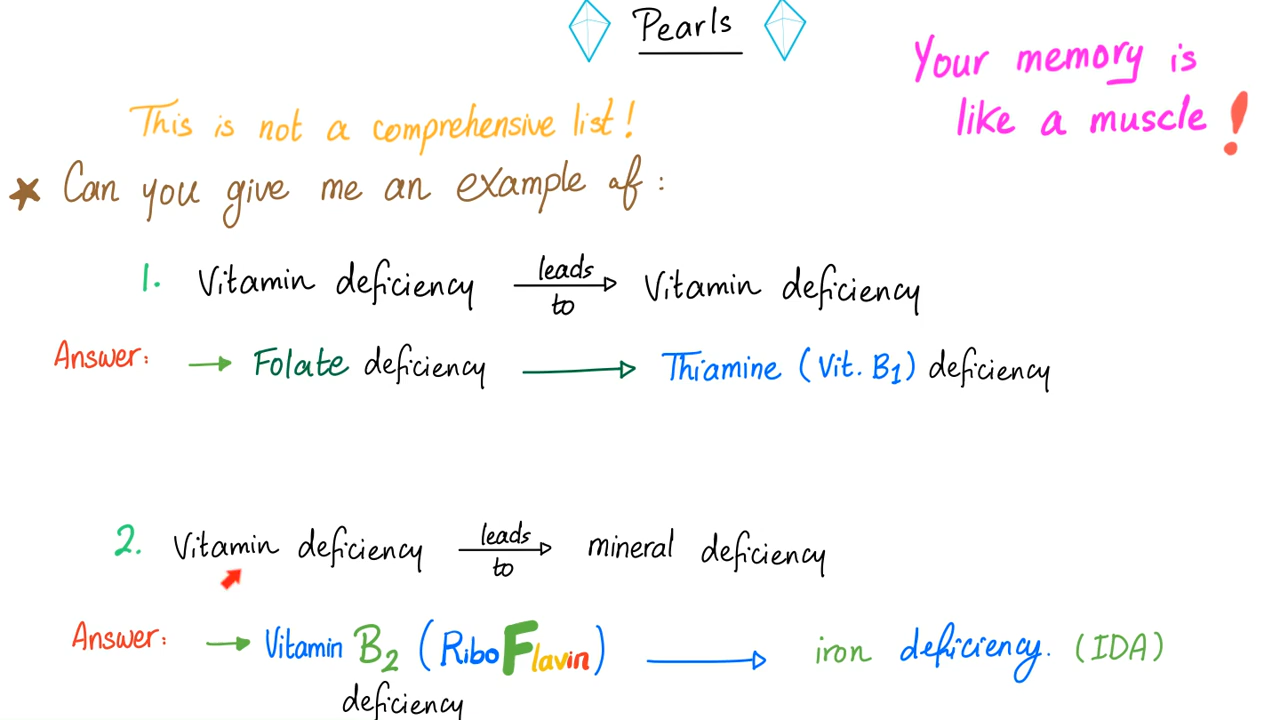 Pearls
Your memory is
like a muscle!
This is not a comprehensive list!
Can you give me an example of:
1. Vitamin deficiency leads to Vitamin deficiency
Answer: Folate deficiency Thiamine (Vit. B1) deficiency
2. Vitamin deficiency leads to mineral deficiency
Answer: Vitamin B2 (RiboFlavin) iron deficiency. (IDA)
deficiency